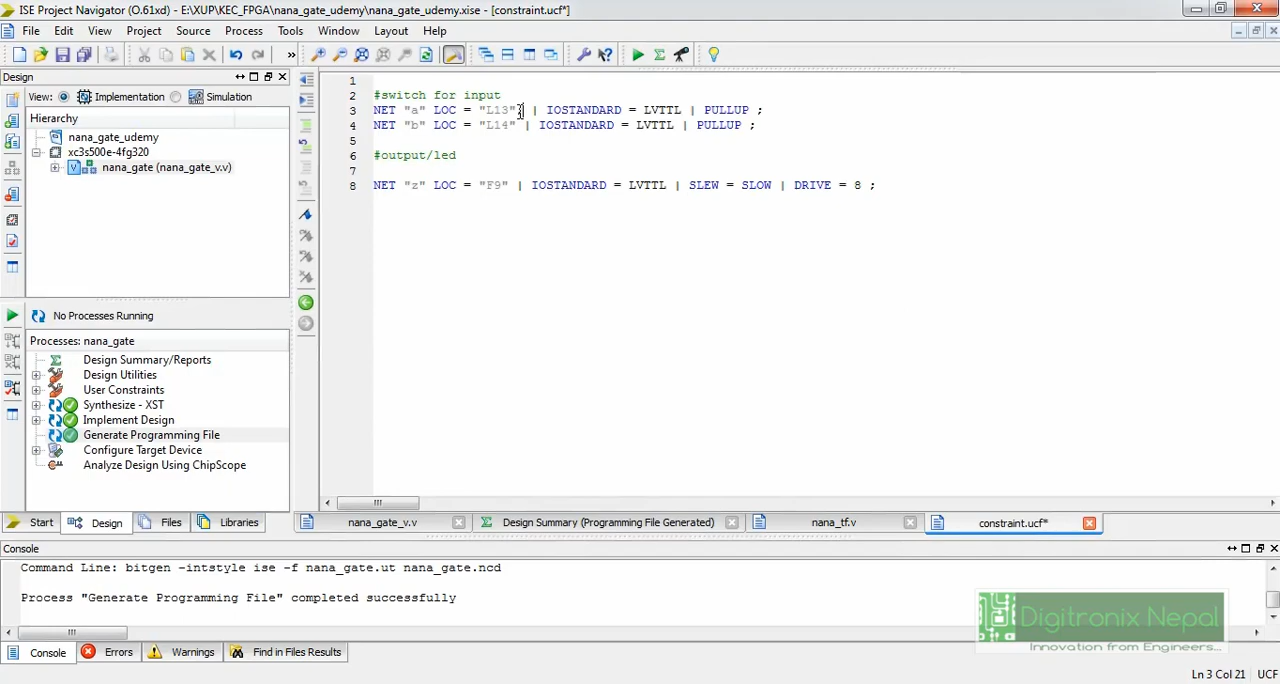 ISE Project Navigator (O.61xd) - E:\XUP\KEC_FPGA\nana_gate_udemy\nana_gate_udemy.xise - [constraint.ucf*]
File Edit View Project Source Process Tools Window Layout Help
»
Design
View: Implementation Simulation
Hierarchy
nana_gate_udemy
xc3s500e-4fg320
nana_gate (nana_gate_v.v)
No Processes Running
Processes: nana_gate
Design Summary/Reports
Design Utilities
User Constraints
Synthesize - XST
Implement Design
Generate Programming File
Configure Target Device
Analyze Design Using ChipScope
Start Design Files Libraries
1
2 #switch for input
3 NET "a" LOC = "L13"; | IOSTANDARD = LVTTL | PULLUP ;
4 NET "b" LOC = "L14" | IOSTANDARD = LVTTL | PULLUP ;
5
6 #output/led
7
8 NET "z" LOC = "F9" | IOSTANDARD = LVTTL | SLEW = SLOW | DRIVE = 8 ;
nana_gate_v.v Design Summary (Programming File Generated) nana_tf.v constraint.ucf*
Console
Command Line: bitgen -intstyle ise -f nana_gate.ut nana_gate.ncd
Process "Generate Programming File" completed successfully
Digitronix Nepal
Innovation from Engineers...
Console Errors Warnings Find in Files Results
Ln 3 Col 21 UCF